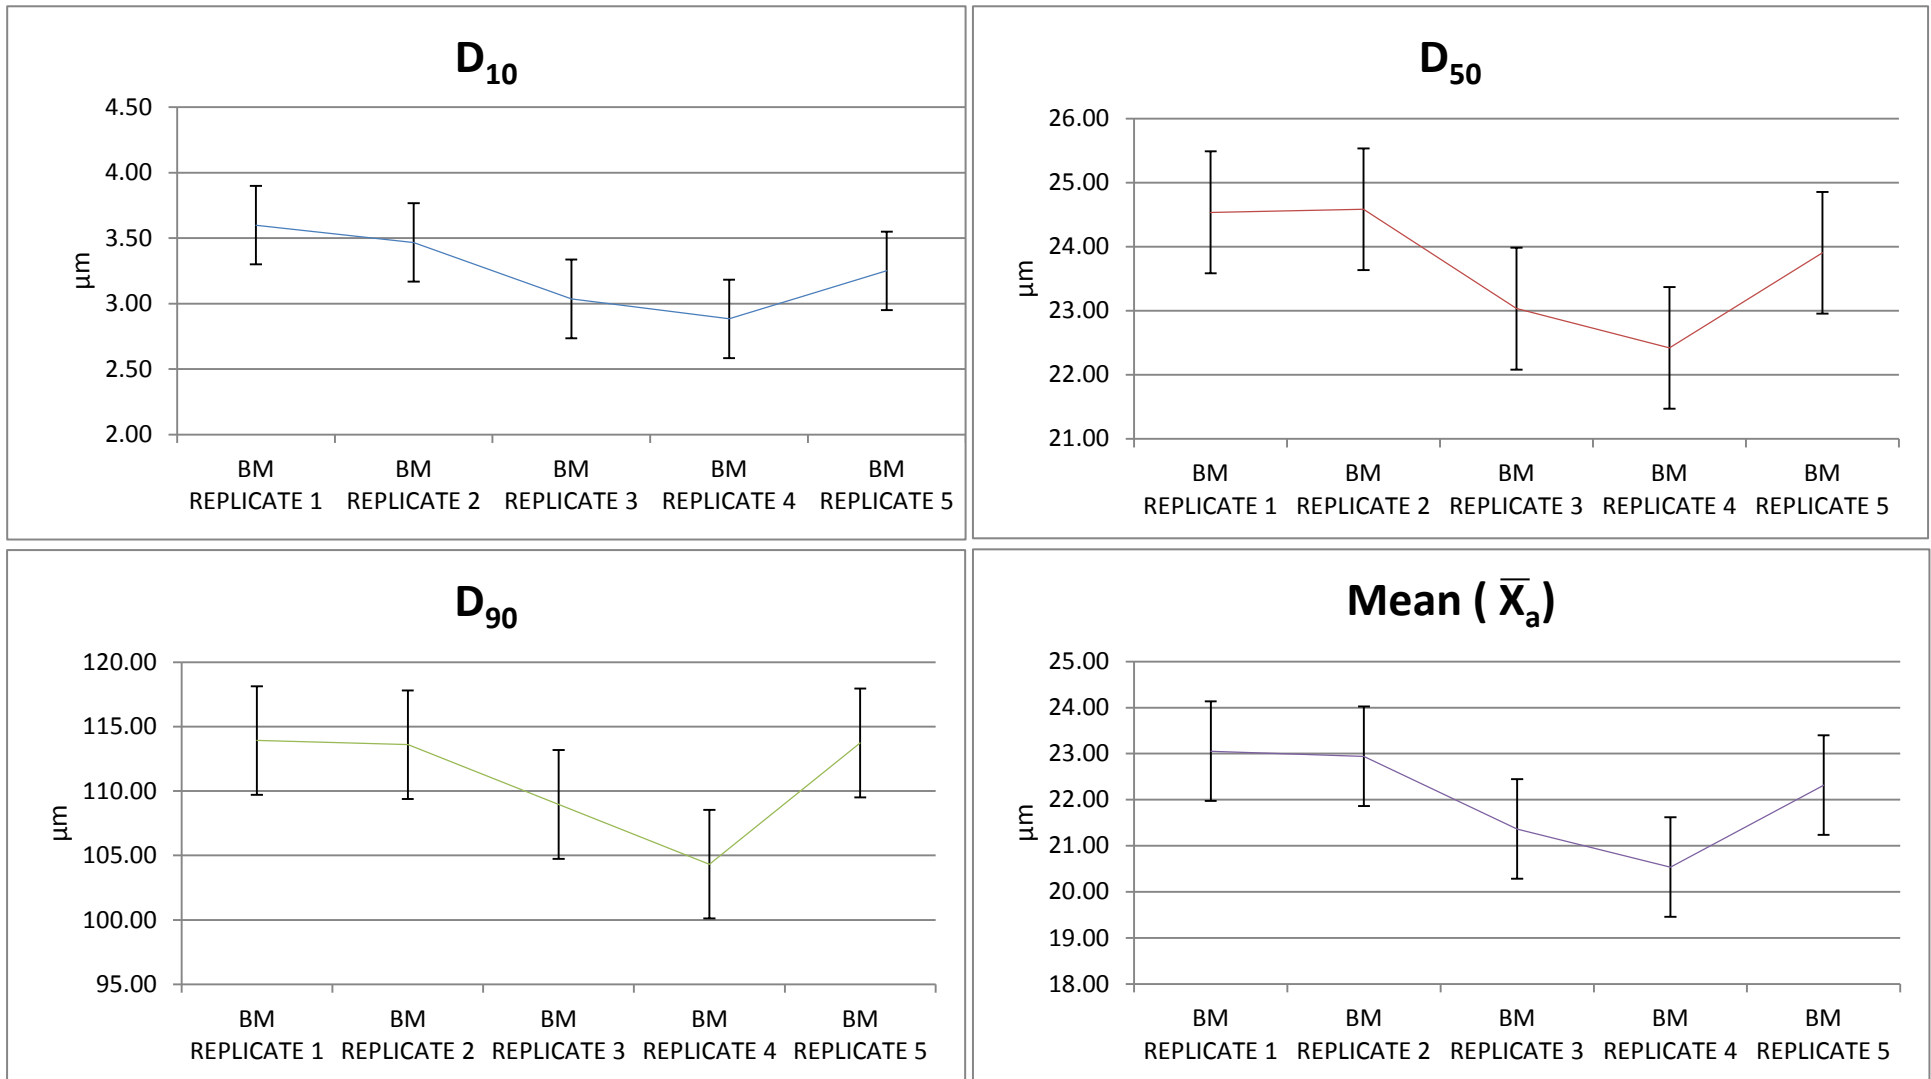 D10
4.50
4.00
3.50
3.00
2.50
2.00
µm
BM BM BM BM BM
REPLICATE 1 REPLICATE 2 REPLICATE 3 REPLICATE 4 REPLICATE 5
D50
26.00
25.00
24.00
23.00
22.00
21.00
µm
BM BM BM BM BM
REPLICATE 1 REPLICATE 2 REPLICATE 3 REPLICATE 4 REPLICATE 5
D90
120.00
115.00
110.00
105.00
100.00
95.00
µm
BM BM BM BM BM
REPLICATE 1 REPLICATE 2 REPLICATE 3 REPLICATE 4 REPLICATE 5
Mean ( X̅a)
25.00
24.00
23.00
22.00
21.00
20.00
19.00
18.00
µm
BM BM BM BM BM
REPLICATE 1 REPLICATE 2 REPLICATE 3 REPLICATE 4 REPLICATE 5